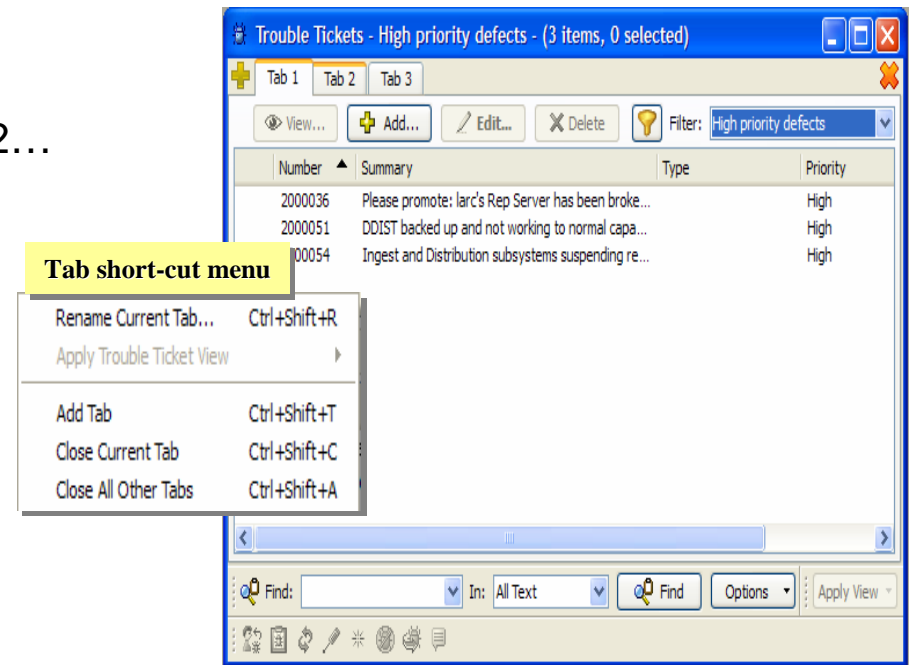 Trouble Tickets - High priority defects - (3 items, 0 selected)
Tab 1 Tab 2 Tab 3
View... Add... Edit... Delete Filter: High priority defects
2...
Number Summary Type Priority
2000036 Please promote: larc's Rep Server has been broke... High
2000051 DDIST backed up and not working to normal capa... High
00054 Ingest and Distribution subsystems suspending re... High
Tab short-cut menu
Rename Current Tab... Ctrl+Shift+R
Apply Trouble Ticket View
Add Tab Ctrl+Shift+T
Close Current Tab Ctrl+Shift+C
Close All Other Tabs Ctrl+Shift+A
Find: In: All Text Find Options Apply View